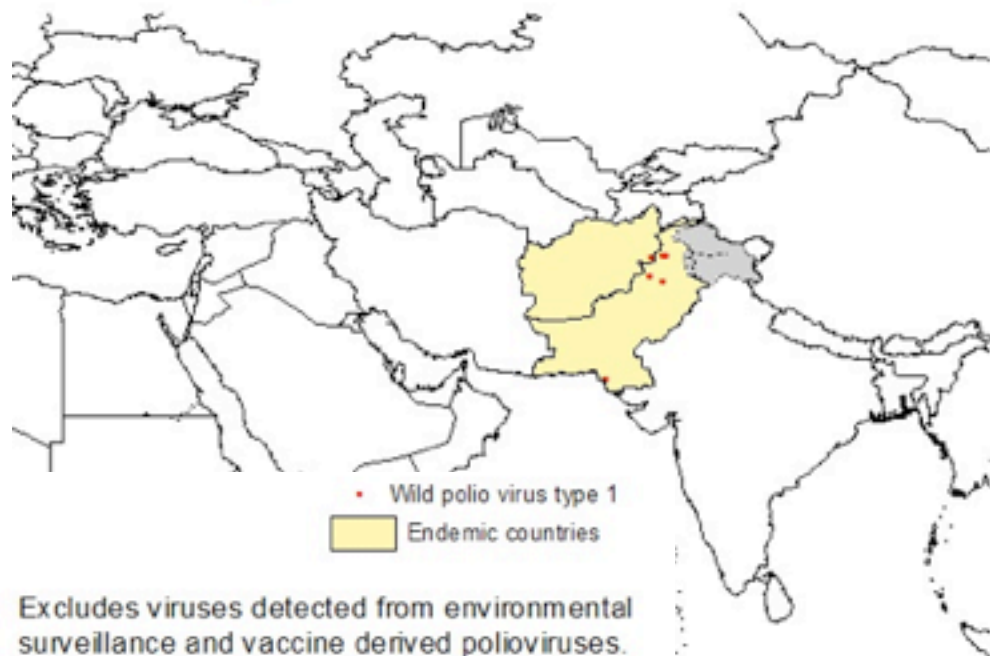 Wild polio virus type 1
Endemic countries
Excludes viruses detected from environmental
surveillance and vaccine derived polioviruses.